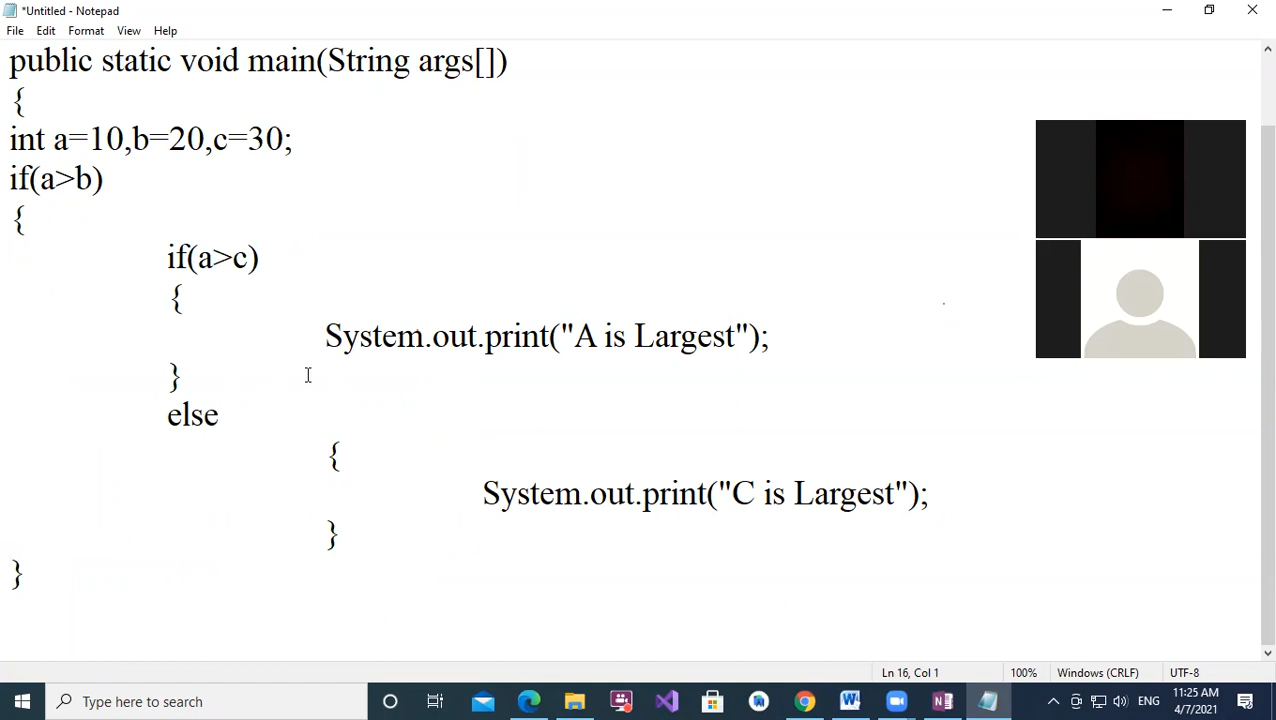 *Untitled - Notepad
File Edit Format View Help
public static void main(String args[])
{
int a=10,b=20,c=30;
if(a>b)
{
if(a>c)
{
System.out.print("A is Largest");
}
else
{
System.out.print("C is Largest");
}
}
Ln 16, Col 1 100% Windows (CRLF) UTF-8
Type here to search
ENG
11:25 AM
4/7/2021